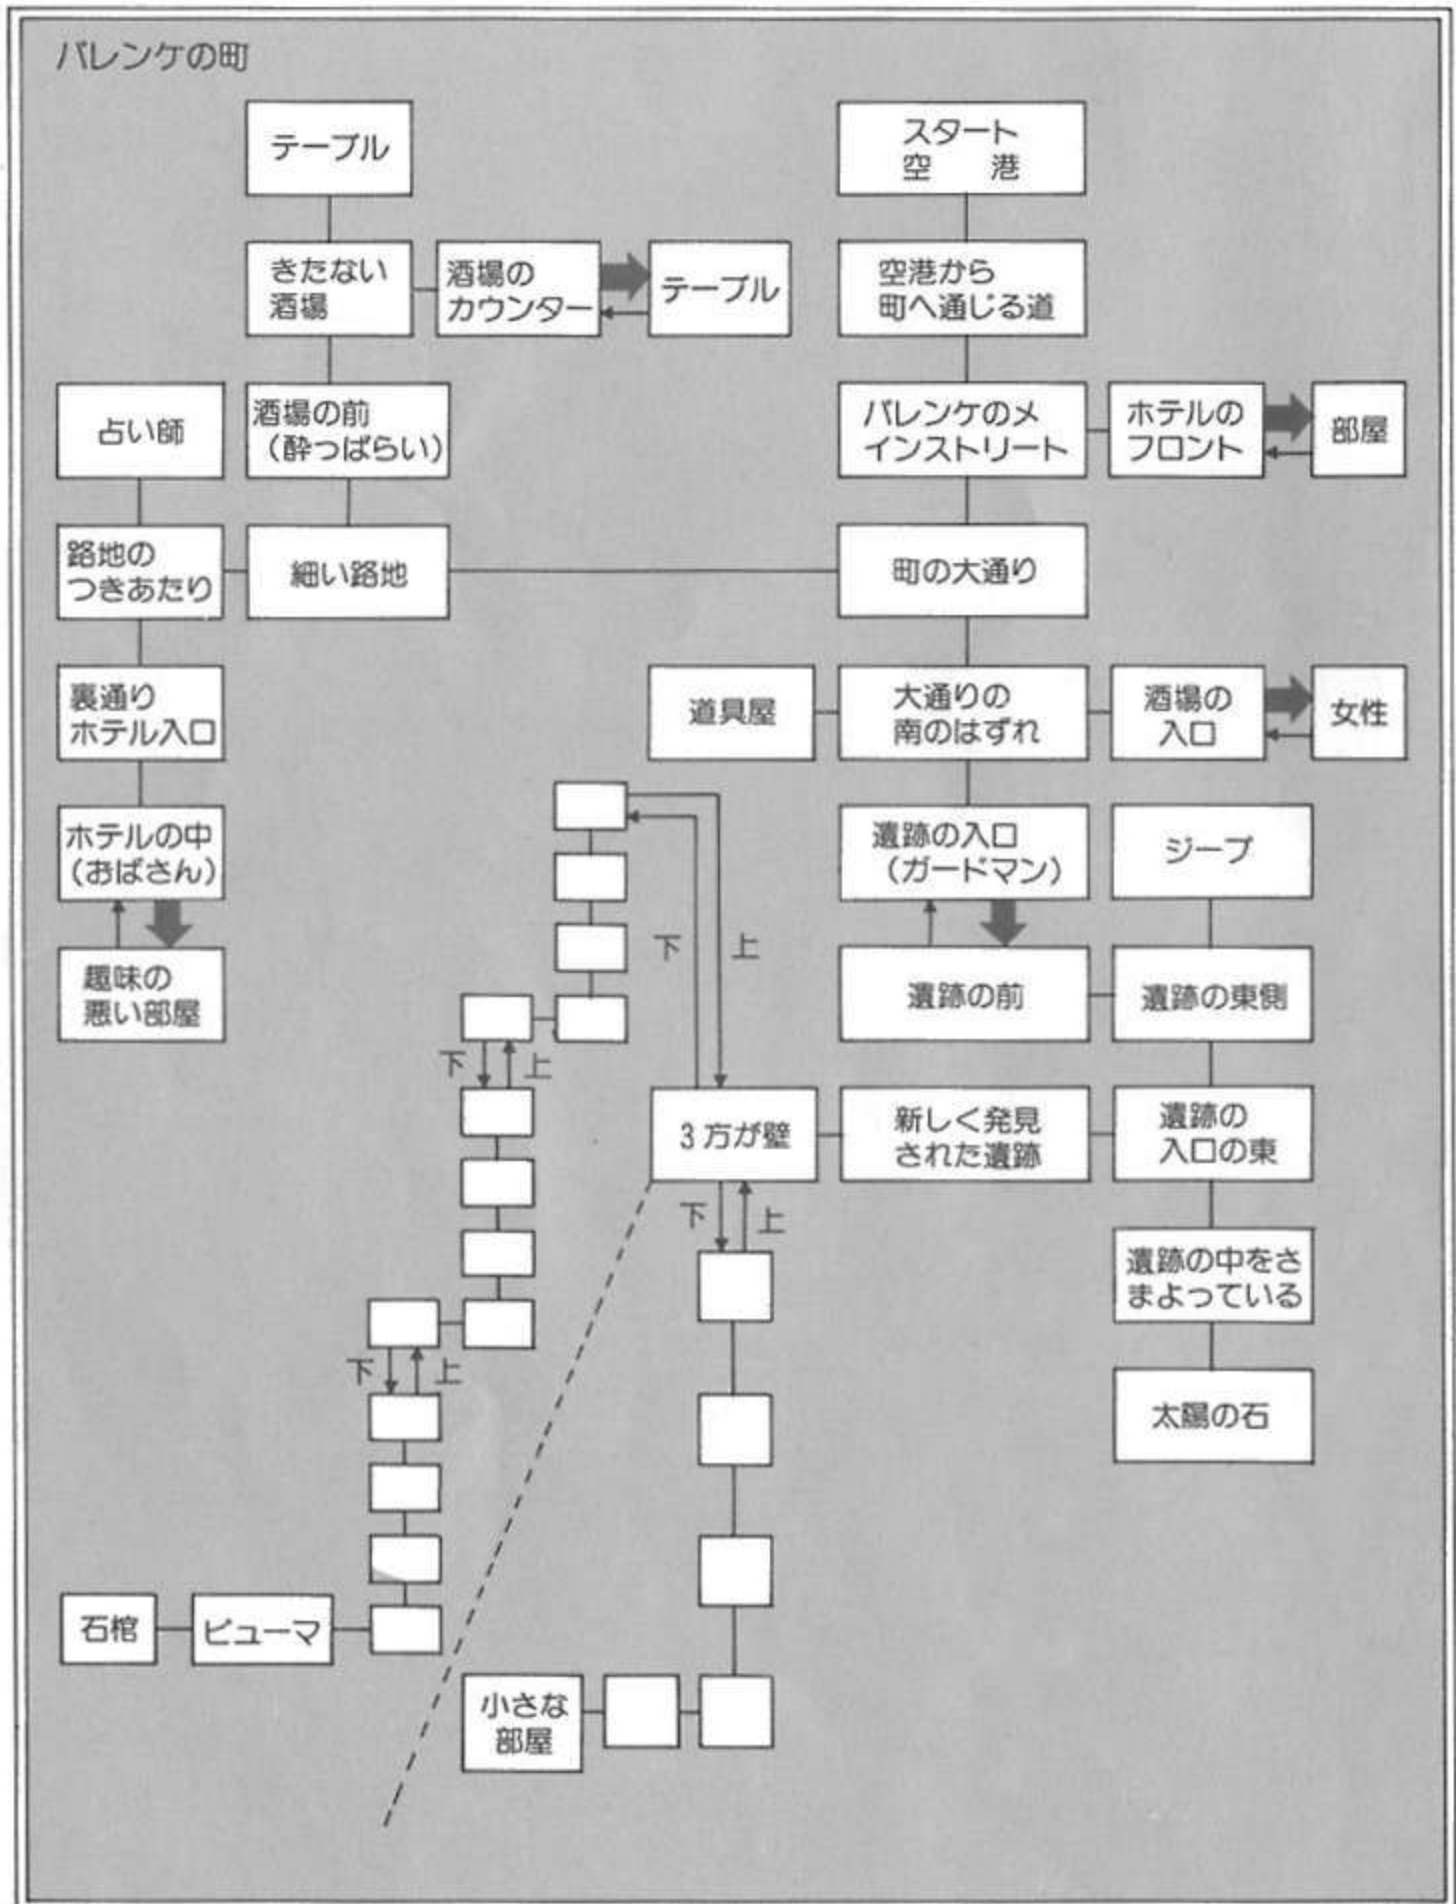 パレンケの町
テーブル
スタート
空　港
きたない
酒場
酒場の
カウンター
テーブル
空港から
町へ通じる道
占い師
酒場の前
（酔っぱらい）
パレンケのメ
インストリート
ホテルの
フロント
部屋
路地の
つきあたり
細い路地
町の大通り
裏通り
ホテル入口
道具屋
大通りの
南のはずれ
酒場の
入口
女性
ホテルの中
（おばさん）
遺跡の入口
（ガードマン）
ジープ
下
上
趣味の
悪い部屋
遺跡の前
遺跡の東側
下
上
3方が壁
新しく発見
された遺跡
遺跡の
入口の東
下
上
遺跡の中をさ
まよっている
下
上
太陽の石
石棺
ピューマ
小さな
部屋